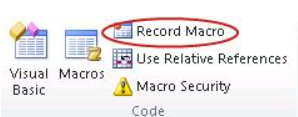 Record Macro
Use Relative References
Visual Basic
Macros
Macro Security
Code